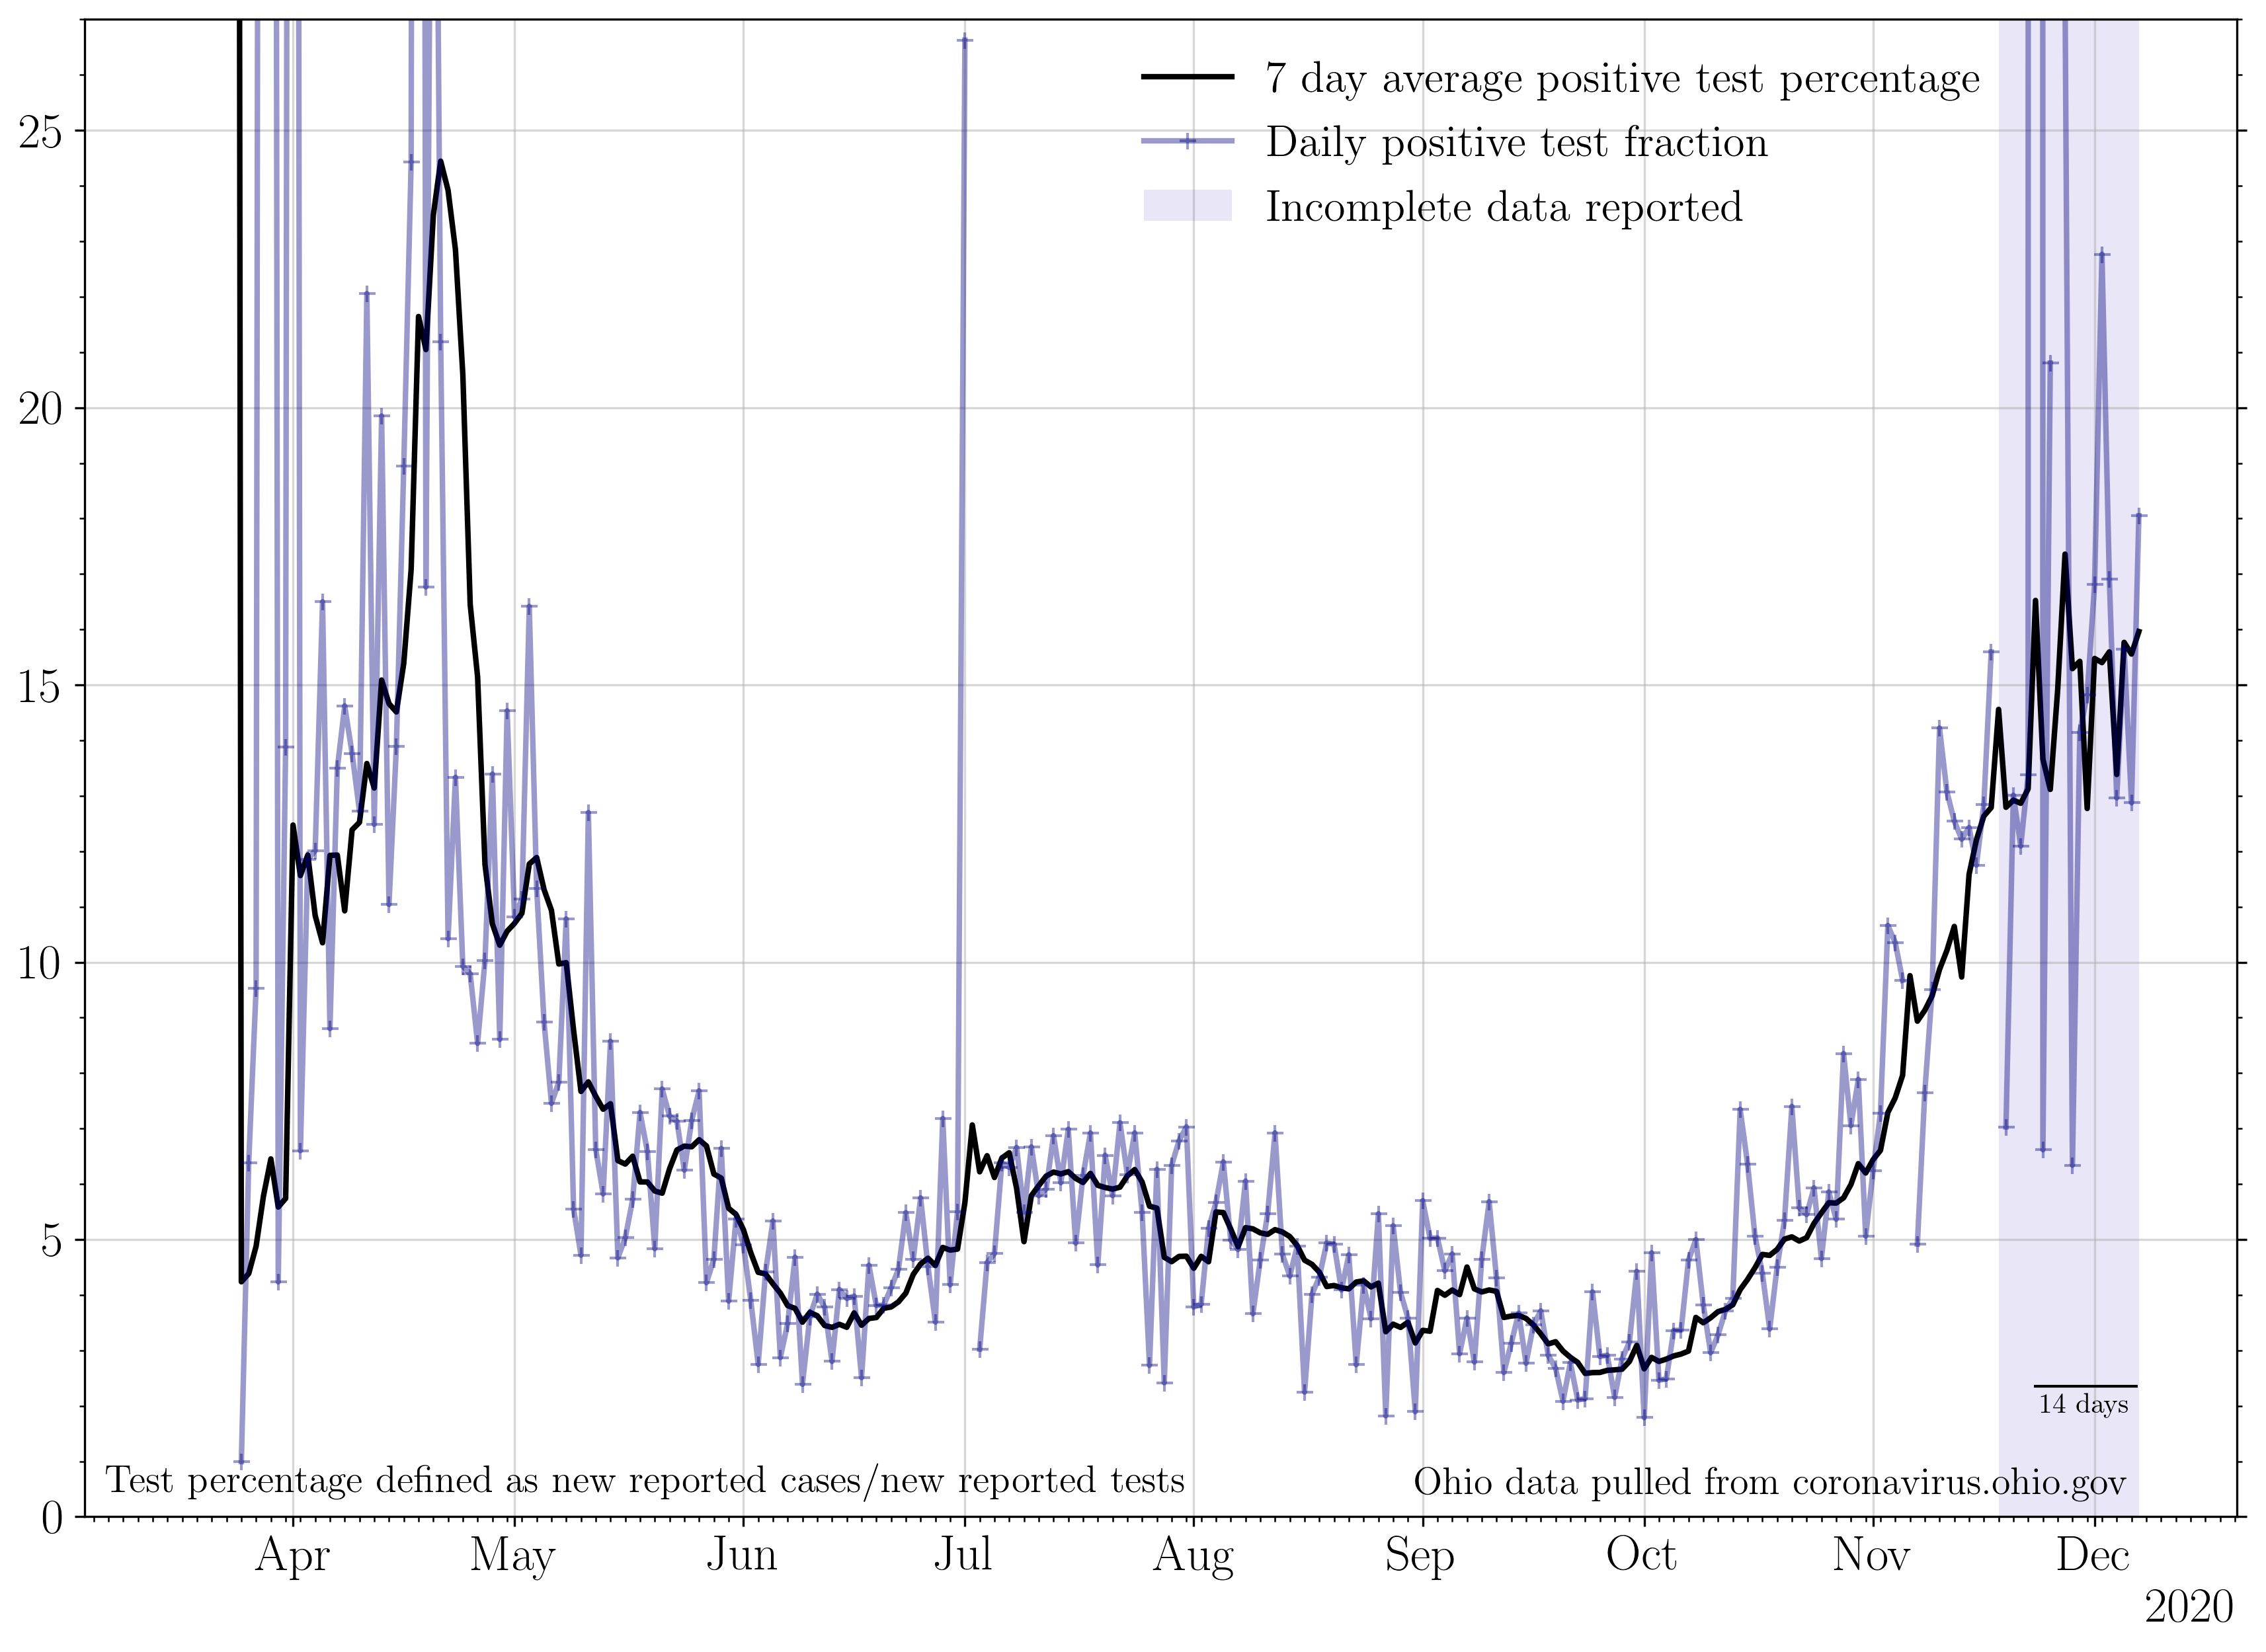 7 day average positive test percentage
Daily positive test fraction
Incomplete data reported
25
20
15
10
5
0
14 days
Test percentage defined as new reported cases/new reported tests
Ohio data pulled from coronavirus.ohio.gov
Apr May Jun Jul Aug Sep Oct Nov Dec
2020